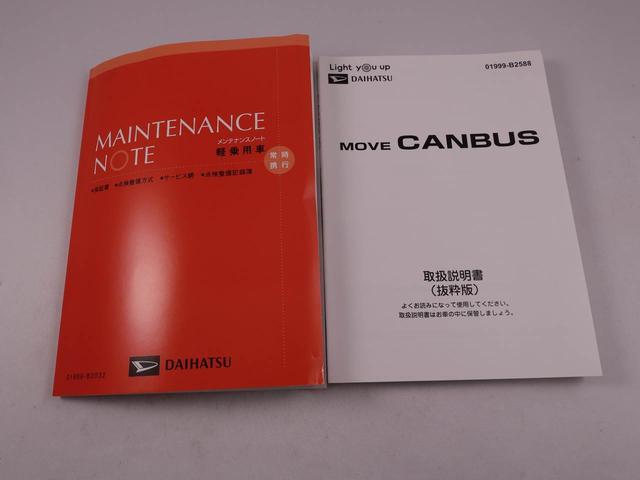 MAINTENANCE
NOTE
メンテナンスノート
軽乗用車
常時
携行
●保証書 ●点検整備方式 ●サービス網 ●点検整備記録簿
DAIHATSU
01999-B2032
Light you up
DAIHATSU
01999-B2588
MOVE CANBUS
取扱説明書
（抜粋版）
よくお読みになって使用してください。
取扱説明書はお車の中に保管しましょう。